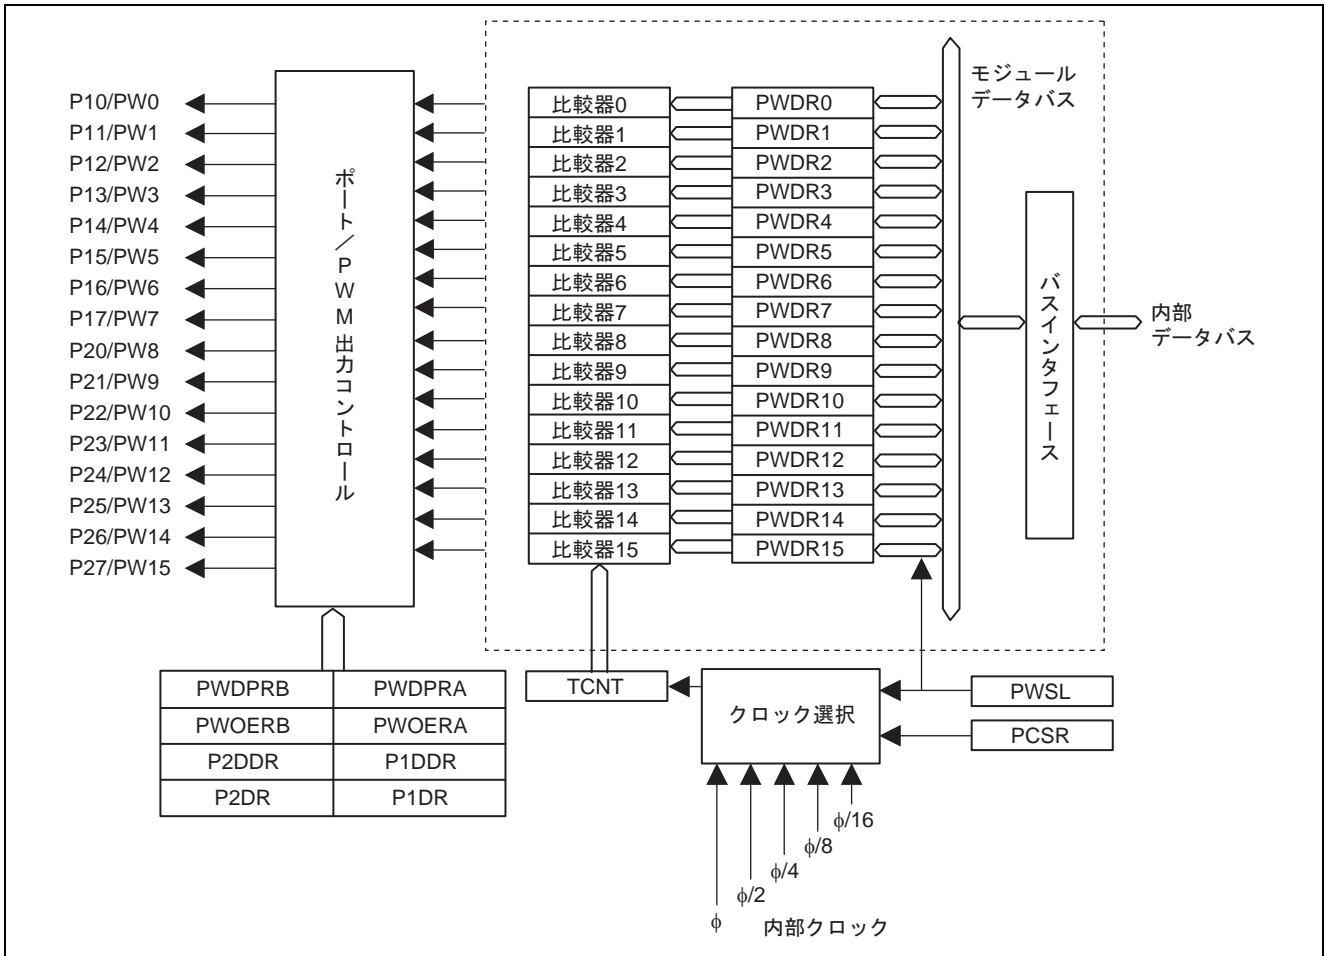 P10/PW0
P11/PW1
P12/PW2
P13/PW3
P14/PW4
P15/PW5
P16/PW6
P17/PW7
P20/PW8
P21/PW9
P22/PW10
P23/PW11
P24/PW12
P25/PW13
P26/PW14
P27/PW15
ポート/PWM出力コントロール
比較器0 PWDR0
比較器1 PWDR1
比較器2 PWDR2
比較器3 PWDR3
比較器4 PWDR4
比較器5 PWDR5
比較器6 PWDR6
比較器7 PWDR7
比較器8 PWDR8
比較器9 PWDR9
比較器10 PWDR10
比較器11 PWDR11
比較器12 PWDR12
比較器13 PWDR13
比較器14 PWDR14
比較器15 PWDR15
モジュール
データバス
バスインタフェース
内部
データバス
PWDPRB PWDPRA
PWOERB PWOERA
P2DDR P1DDR
P2DR P1DR
TCNT
クロック選択
PWSL
PCSR
φ/16
φ/8
φ/4
φ/2
φ
内部クロック